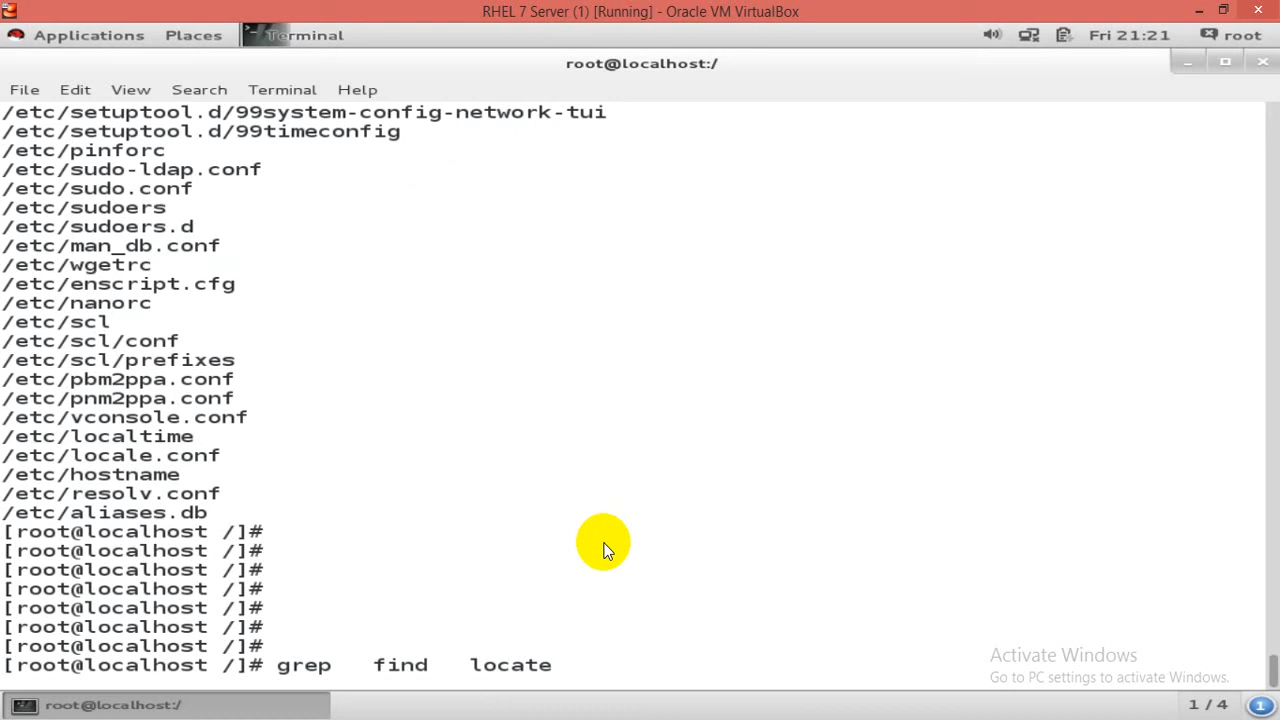 RHEL 7 Server (1) [Running] - Oracle VM VirtualBox
Applications Places Terminal Fri 21:21 root
root@localhost:/
File Edit View Search Terminal Help
/etc/setuptool.d/99system-config-network-tui
/etc/setuptool.d/99timeconfig
/etc/pinforc
/etc/sudo-ldap.conf
/etc/sudo.conf
/etc/sudoers
/etc/sudoers.d
/etc/man_db.conf
/etc/wgetrc
/etc/enscript.cfg
/etc/nanorc
/etc/scl
/etc/scl/conf
/etc/scl/prefixes
/etc/pbm2ppa.conf
/etc/pnm2ppa.conf
/etc/vconsole.conf
/etc/localtime
/etc/locale.conf
/etc/hostname
/etc/resolv.conf
/etc/aliases.db
[root@localhost /]#
[root@localhost /]#
[root@localhost /]#
[root@localhost /]#
[root@localhost /]#
[root@localhost /]#
[root@localhost /]#
[root@localhost /]# grep find locate
Activate Windows
Go to PC settings to activate Windows.
root@localhost:/ 1 / 4 1